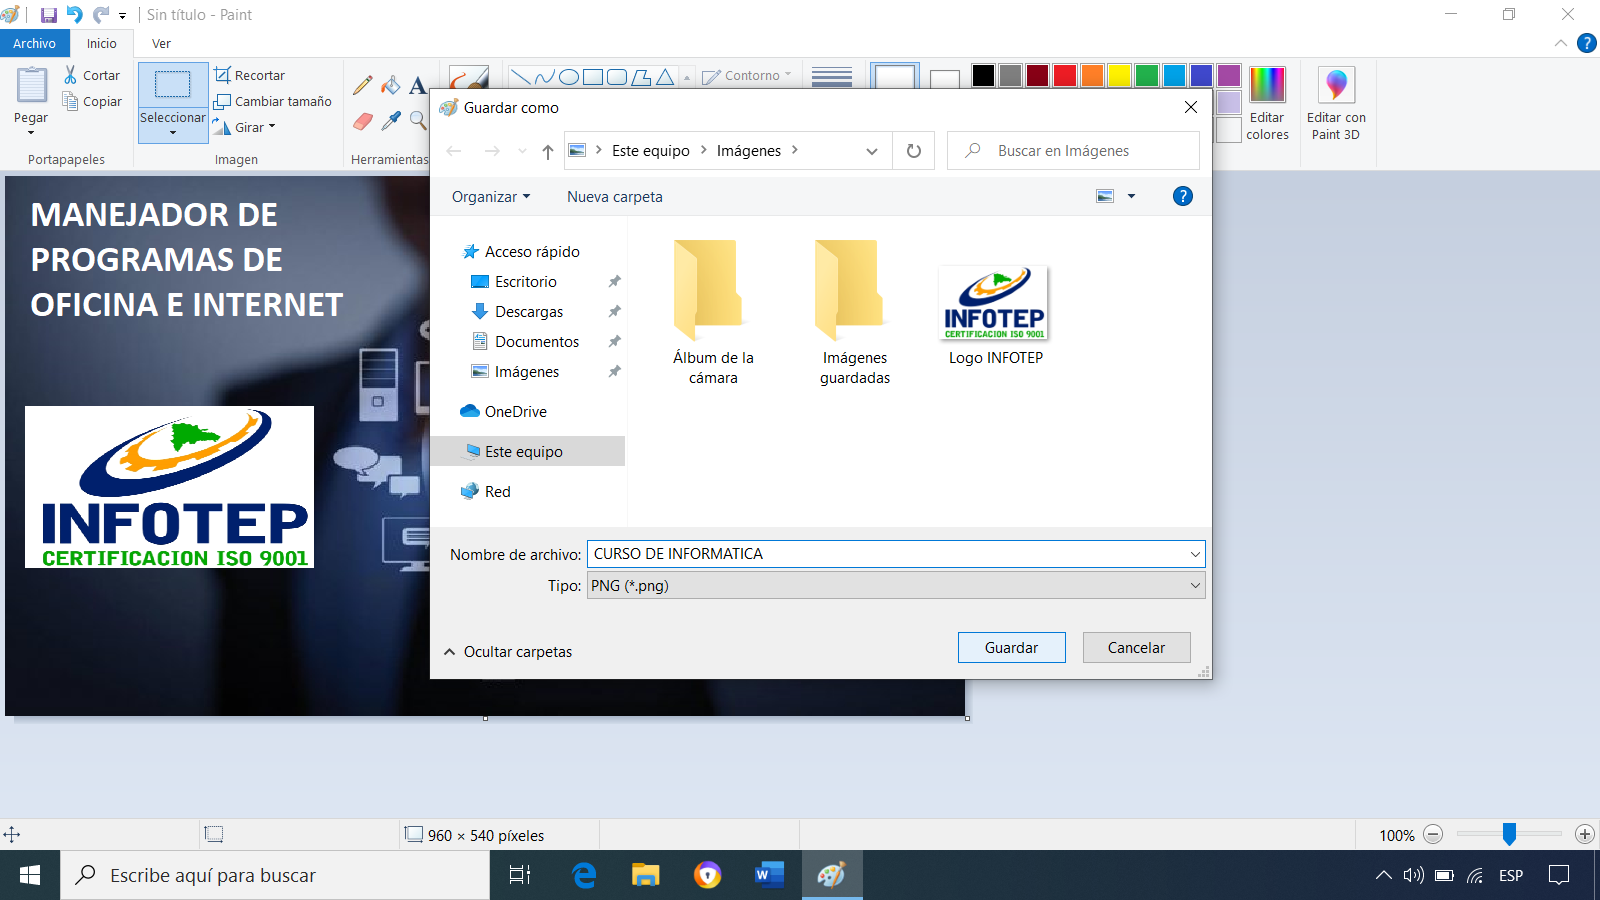 Sin título - Paint
Archivo
Inicio
Ver
Pegar
Cortar
Copiar
Portapapeles
Seleccionar
Recortar
Cambiar tamaño
Girar
Imagen
A
Herramientas
Contorno
Editar
colores
Editar con
Paint 3D
MANEJADOR DE
PROGRAMAS DE
OFICINA E INTERNET
INFOTEP
CERTIFICACION ISO 9001
Guardar como
Este equipo
Imágenes
Buscar en Imágenes
Organizar
Nueva carpeta
?
Acceso rápido
Escritorio
Descargas
Documentos
Imágenes
OneDrive
Este equipo
Red
Álbum de la
cámara
Imágenes
guardadas
INFOTEP
CERTIFICACION ISO 9001
Logo INFOTEP
Nombre de archivo: CURSO DE INFORMATICA
Tipo: PNG (*.png)
Ocultar carpetas
Guardar
Cancelar
960 × 540 píxeles
100%
Escribe aquí para buscar
ESP